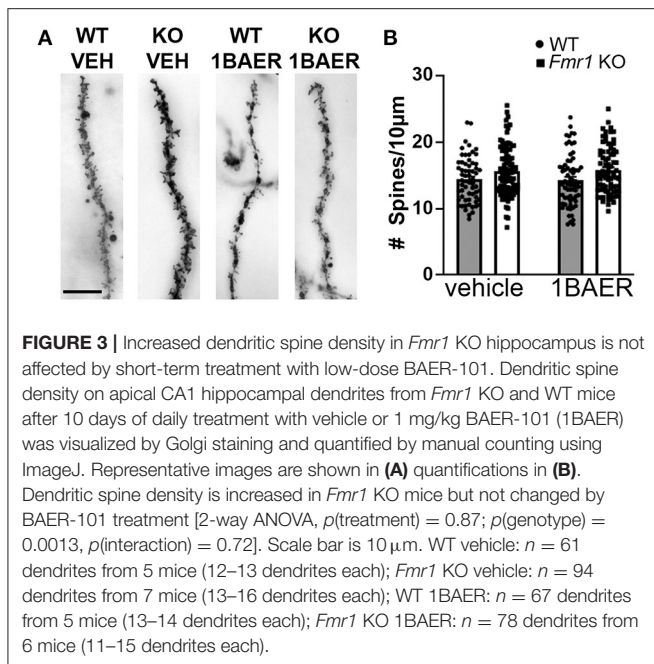 A
WT KO WT KO
VEH VEH 1BAER 1BAER
B
● WT
■ Fmr1 KO
# Spines/10μm
30
20
10
0
vehicle 1BAER
FIGURE 3 | Increased dendritic spine density in Fmr1 KO hippocampus is not
affected by short-term treatment with low-dose BAER-101. Dendritic spine
density on apical CA1 hippocampal dendrites from Fmr1 KO and WT mice
after 10 days of daily treatment with vehicle or 1 mg/kg BAER-101 (1BAER)
was visualized by Golgi staining and quantified by manual counting using
ImageJ. Representative images are shown in (A) quantifications in (B).
Dendritic spine density is increased in Fmr1 KO mice but not changed by
BAER-101 treatment [2-way ANOVA, p(treatment) = 0.87; p(genotype) =
0.0013, p(interaction) = 0.72]. Scale bar is 10 μm. WT vehicle: n = 61
dendrites from 5 mice (12–13 dendrites each); Fmr1 KO vehicle: n = 94
dendrites from 7 mice (13–16 dendrites each); WT 1BAER: n = 67 dendrites
from 5 mice (13–14 dendrites each); Fmr1 KO 1BAER: n = 78 dendrites from
6 mice (11–15 dendrites each).